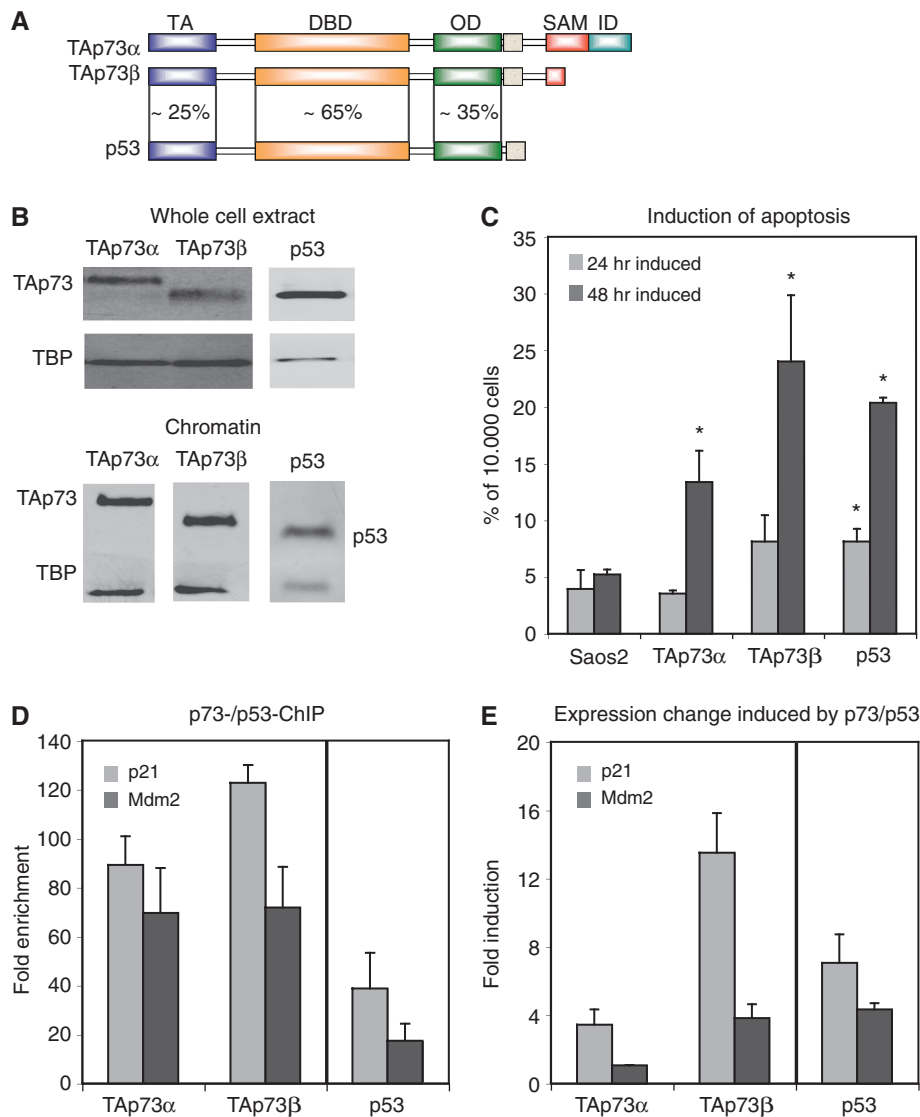 A
TA DBD OD SAM ID
TAp73α
TAp73β
~ 25% ~ 65% ~ 35%
p53
B
Whole cell extract
TAp73α TAp73β p53
TAp73
TBP
Chromatin
TAp73α TAp73β p53
TAp73
p53
TBP
C
Induction of apoptosis
35
30
25
20
15
10
5
0
% of 10.000 cells
24 hr induced
48 hr induced
*
*
*
*
Saos2 TAp73α TAp73β p53
D
p73-/p53-ChIP
140
120
100
80
60
40
20
0
Fold enrichment
p21
Mdm2
TAp73α TAp73β p53
E
Expression change induced by p73/p53
20
16
12
8
4
0
Fold induction
p21
Mdm2
TAp73α TAp73β p53